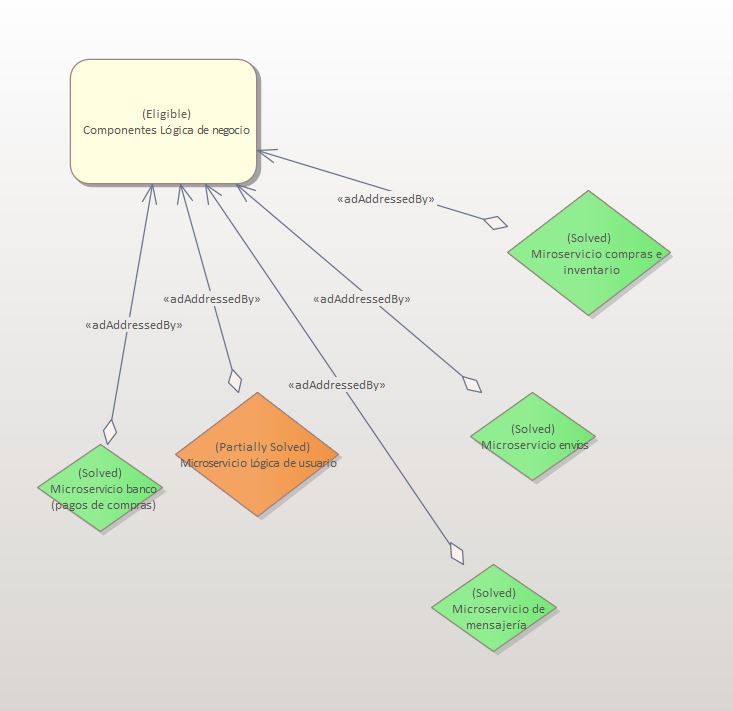 (Eligible)
Componentes Lógica de negocio
«adAddressedBy»
(Solved)
Miroservicio compras e
inventario
«adAddressedBy»
«adAddressedBy»
«adAddressedBy»
«adAddressedBy»
(Solved)
Microservicio envíos
(Partially Solved)
Microservicio Lógica de usuario
(Solved)
Microservicio banco
(pagos de compras)
(Solved)
Microservicio de
mensajería